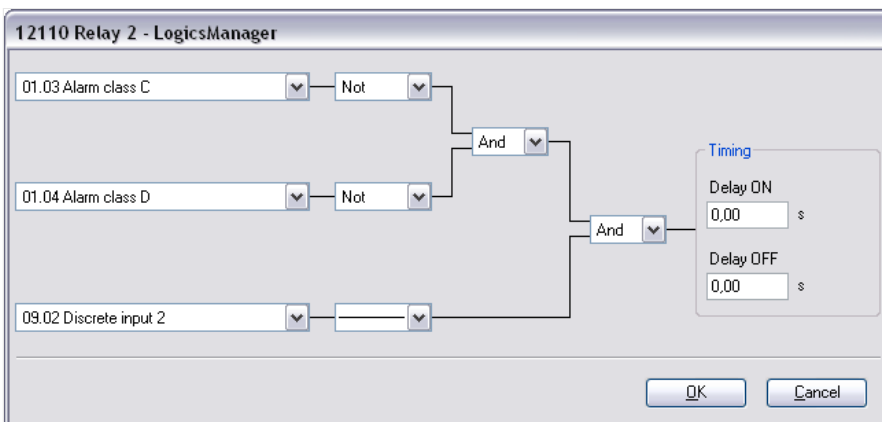 12110 Relay 2 - LogicsManager
01.03 Alarm class C
Not
And
Timing
01.04 Alarm class D
Not
Delay ON
0,00 s
And
Delay OFF
0,00 s
09.02 Discrete input 2
OK
Cancel